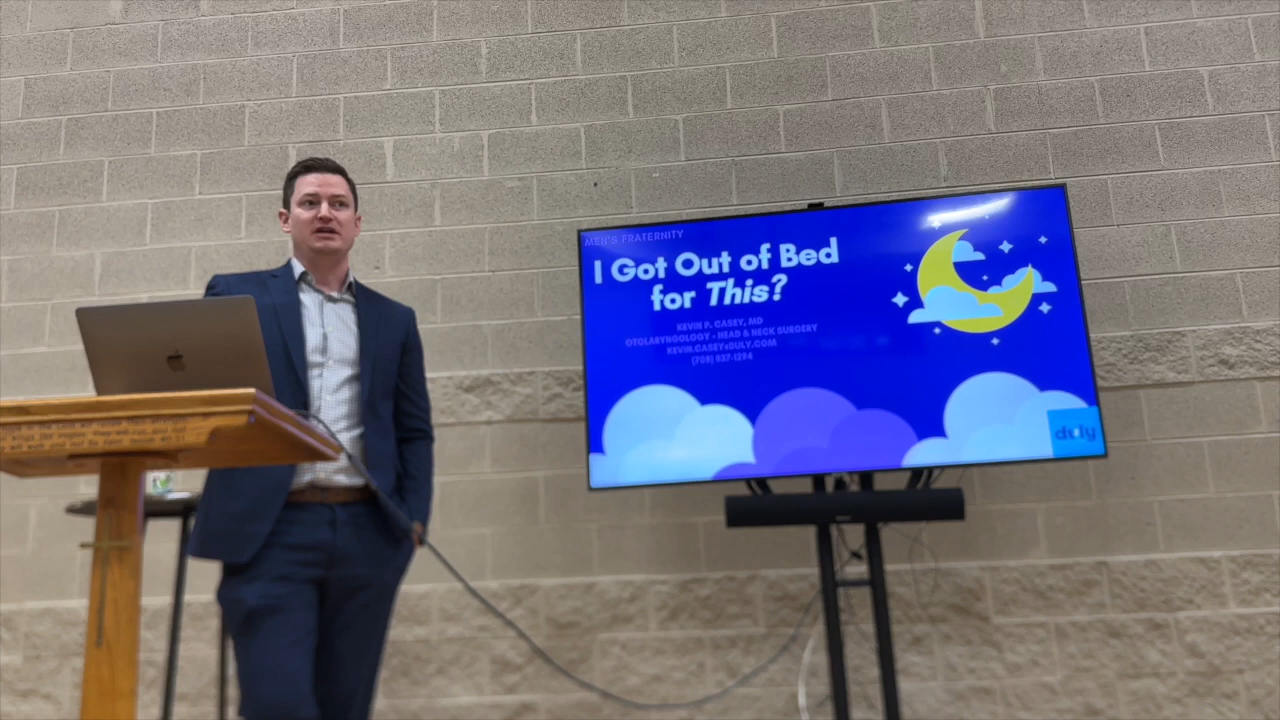 MEN'S FRATERNITY
I Got Out of Bed
for This?
KEVIN P. CASEY, MD
OTOLARYNGOLOGY - HEAD & NECK SURGERY
KEVIN.CASEY@DULY.COM
(708) 837-1294
duly